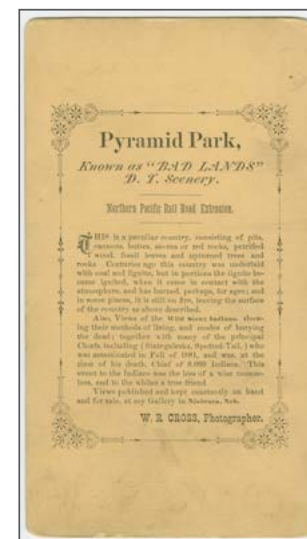 Pyramid Park,
Known as "BAD LANDS"
D. T. Scenery.
Northern Pacific Rail Road Extension.
THIS is a peculiar country, consisting of pits,
canons, buttes, scoria or red rocks, petrified
wood, fossil leaves and upturned trees and
rocks. Centuries ago this country was underlaid
with coal and lignite, but in portions the lignite be-
came ignited, when it came in contact with the
atmosphere, and has burned, perhaps, for ages; and
in some places, it is still on fire, leaving the surface
of the country as above described.
Also, Views of the Wild Sioux Indians, show-
ing their methods of living, and modes of burying
the dead; together with many of the principal
Chiefs, including (Sintegeleska, Spotted Tail,) who
was assassinated in Fall of 1881, and was, at the
time of his death, Chief of 8,000 Indians. This
event to the Indians was the loss of a wise counse-
lor, and to the whites a true friend.
Views published and kept constantly on hand
and for sale, at my Gallery in Niobrara, Neb.
W. R. CROSS, Photographer.